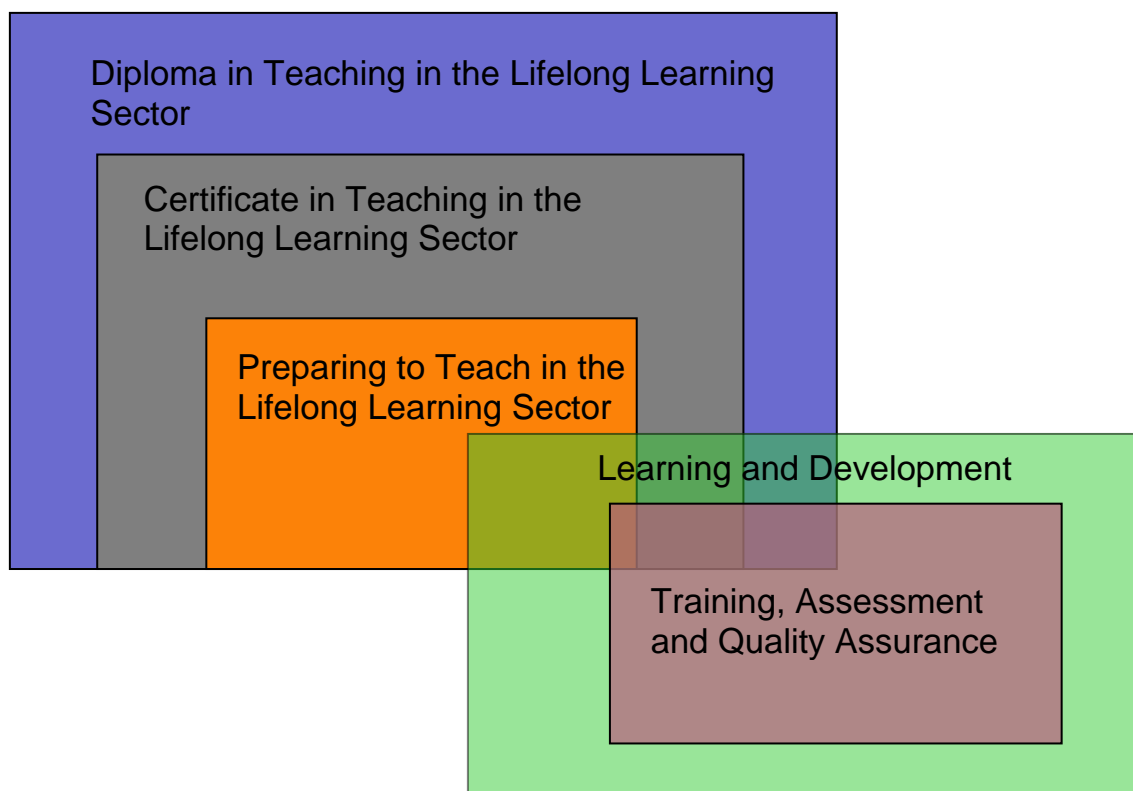 Diploma in Teaching in the Lifelong Learning
Sector
Certificate in Teaching in the
Lifelong Learning Sector
Preparing to Teach in the
Lifelong Learning Sector
Learning and Development
Training, Assessment
and Quality Assurance